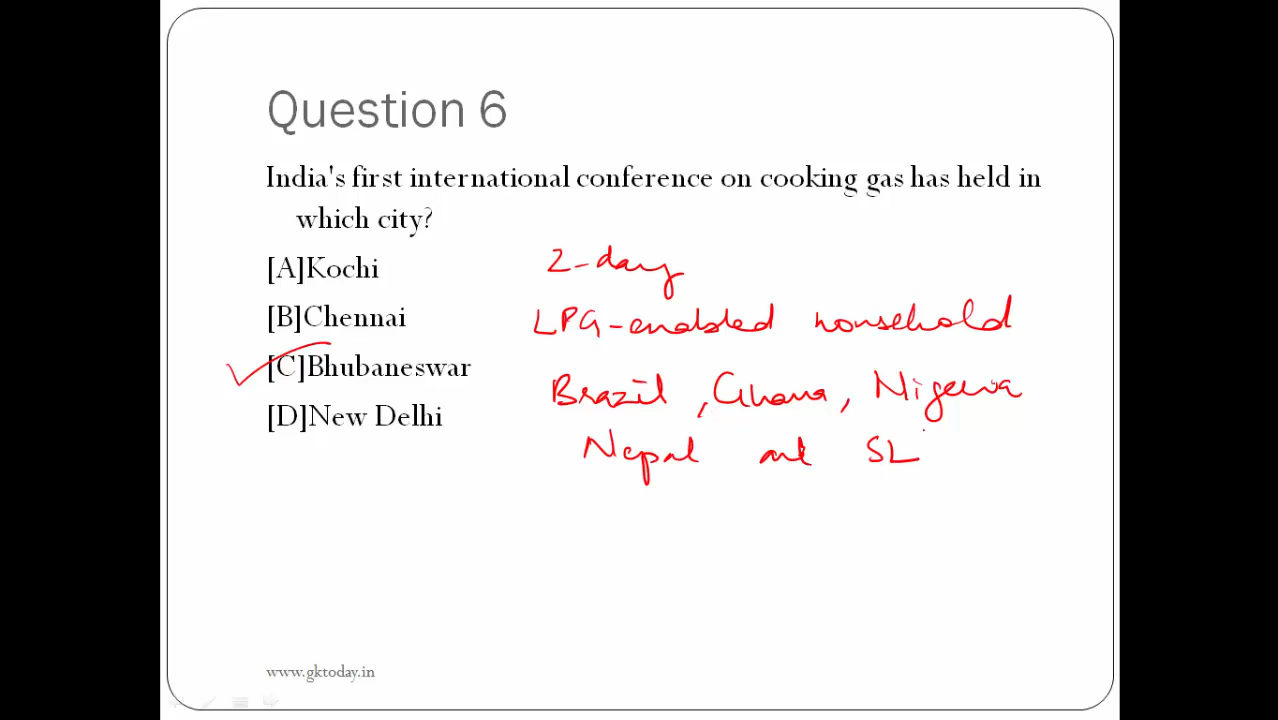 Question 6
India's first international conference on cooking gas has held in
which city?
[A]Kochi
[B]Chennai
[C]Bhubaneswar
[D]New Delhi
2-day
LPG-enabled household
Brazil, Ghana, Nigeria
Nepal and SL
www.gktoday.in